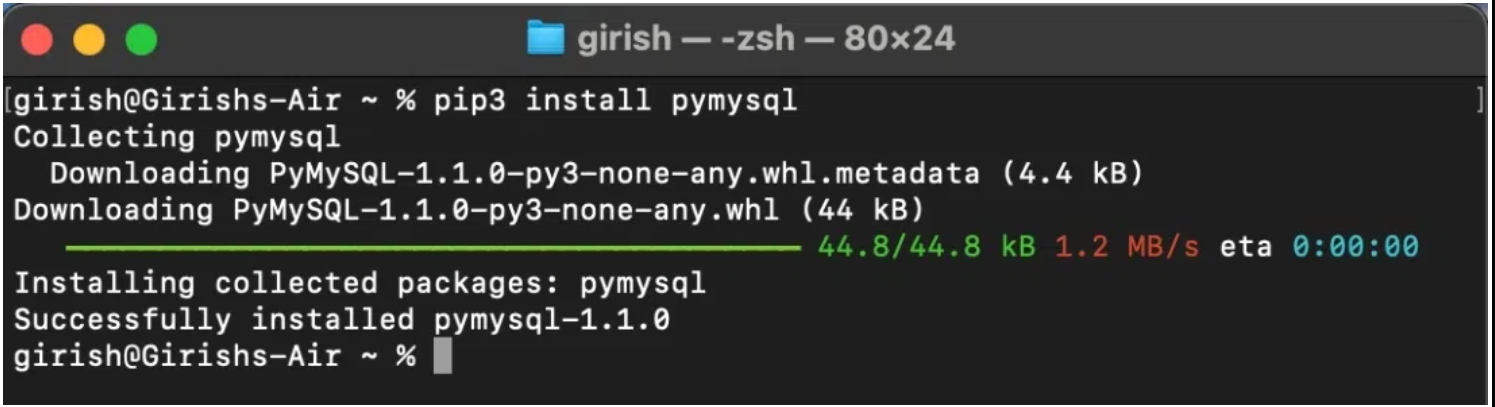 girish — -zsh — 80×24
[girish@Girishs-Air ~ % pip3 install pymysql ]
Collecting pymysql
  Downloading PyMySQL-1.1.0-py3-none-any.whl.metadata (4.4 kB)
Downloading PyMySQL-1.1.0-py3-none-any.whl (44 kB)
44.8/44.8 kB 1.2 MB/s eta 0:00:00
Installing collected packages: pymysql
Successfully installed pymysql-1.1.0
girish@Girishs-Air ~ %